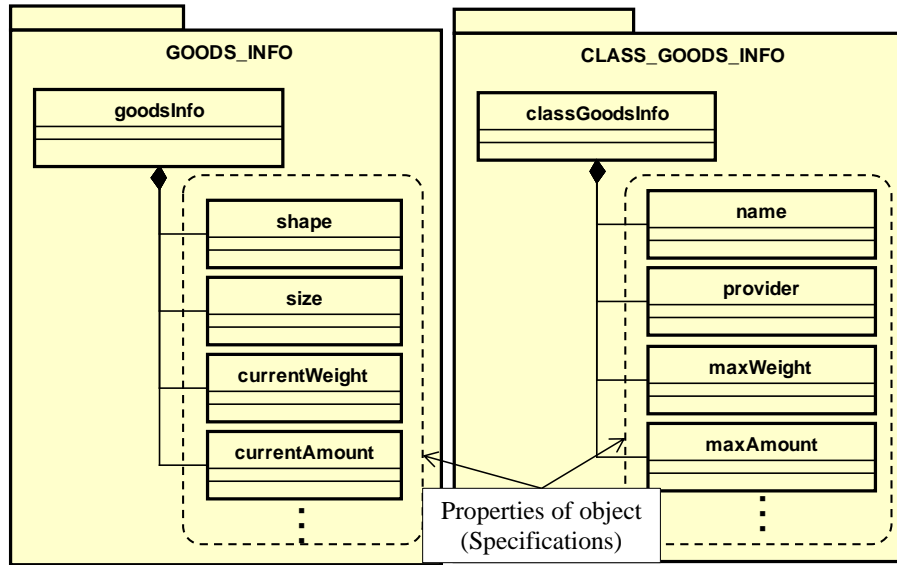 GOODS_INFO
goodsInfo
shape
size
currentWeight
currentAmount
CLASS_GOODS_INFO
classGoodsInfo
name
provider
maxWeight
maxAmount
Properties of object
(Specifications)